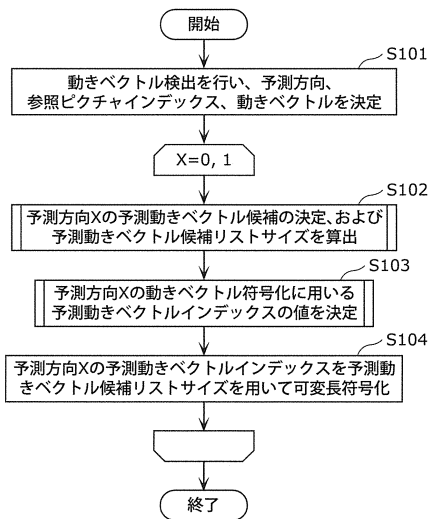 開始
S101
動きベクトル検出を行い、予測方向、
参照ピクチャインデックス、動きベクトルを決定
X=0, 1
S102
予測方向Xの予測動きベクトル候補の決定、および
予測動きベクトル候補リストサイズを算出
S103
予測方向Xの動きベクトル符号化に用いる
予測動きベクトルインデックスの値を決定
S104
予測方向Xの予測動きベクトルインデックスを予測動
きベクトル候補リストサイズを用いて可変長符号化
終了